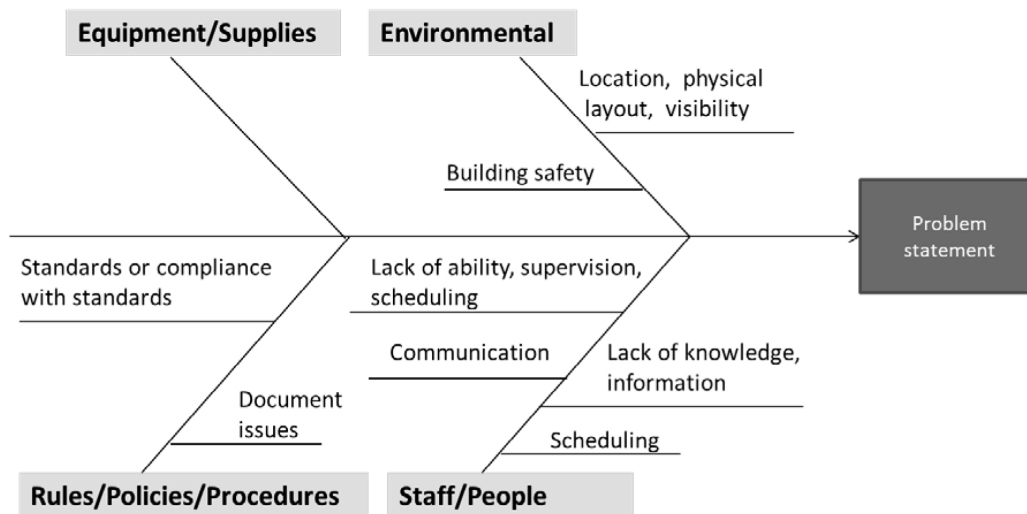 Equipment/Supplies
Environmental
Location, physical
layout, visibility
Building safety
Problem
statement
Standards or compliance
with standards
Lack of ability, supervision,
scheduling
Communication
Lack of knowledge,
information
Document
issues
Scheduling
Rules/Policies/Procedures
Staff/People